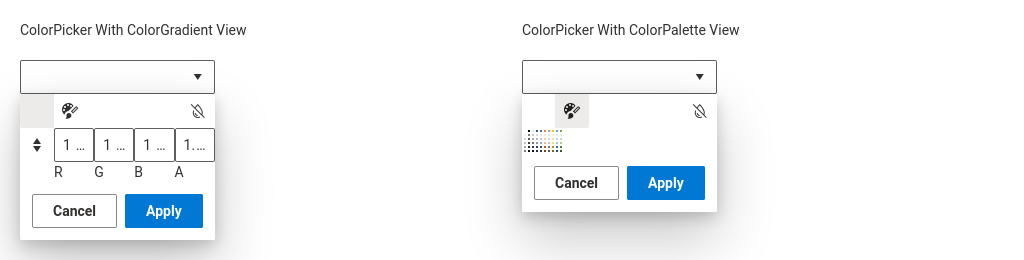 ColorPicker With ColorGradient View
1 … 1 … 1 … 1.…
R G B A
Cancel Apply
ColorPicker With ColorPalette View
Cancel Apply